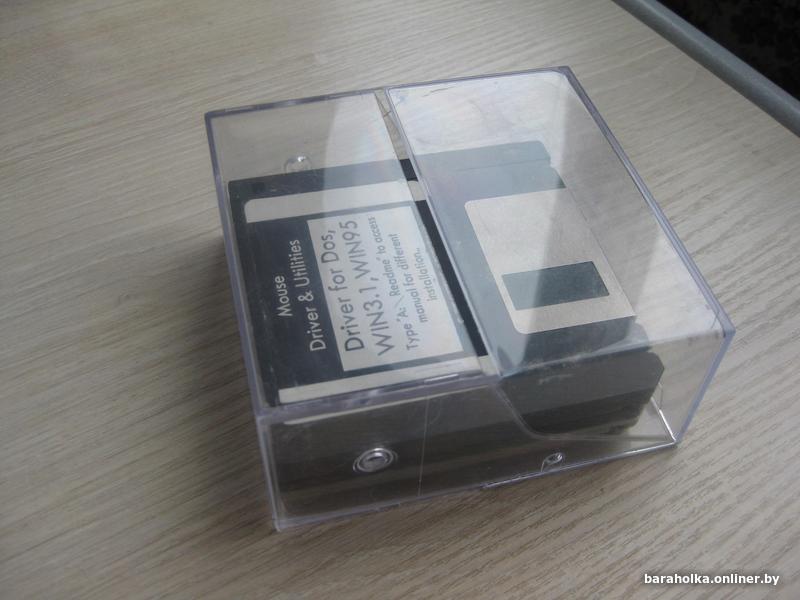 Mouse
Driver & Utilities
Driver for Dos,
WIN3.1, WIN95
Type "A: \ Readme" to access
manual for different
installation.
baraholka.onliner.by